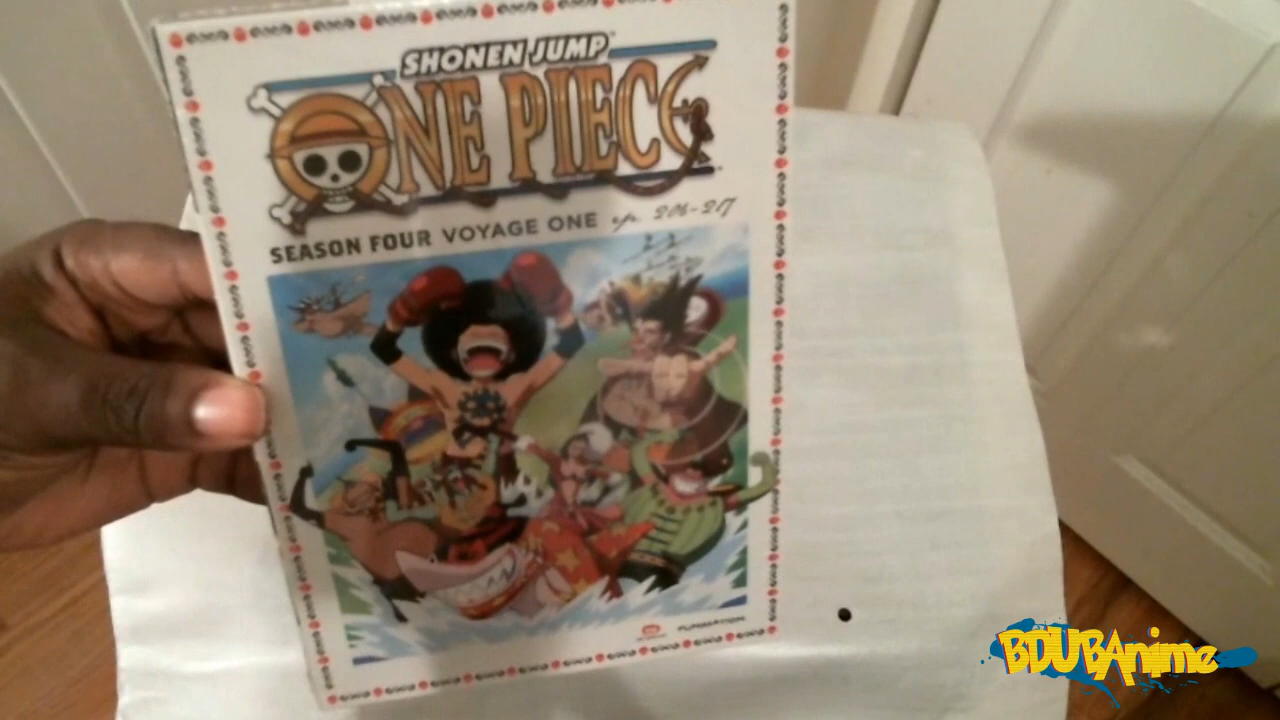 SHONEN JUMP
ONE PIECE
SEASON FOUR VOYAGE ONE ep. 206-217
FUNIMATION
BDUBAnime